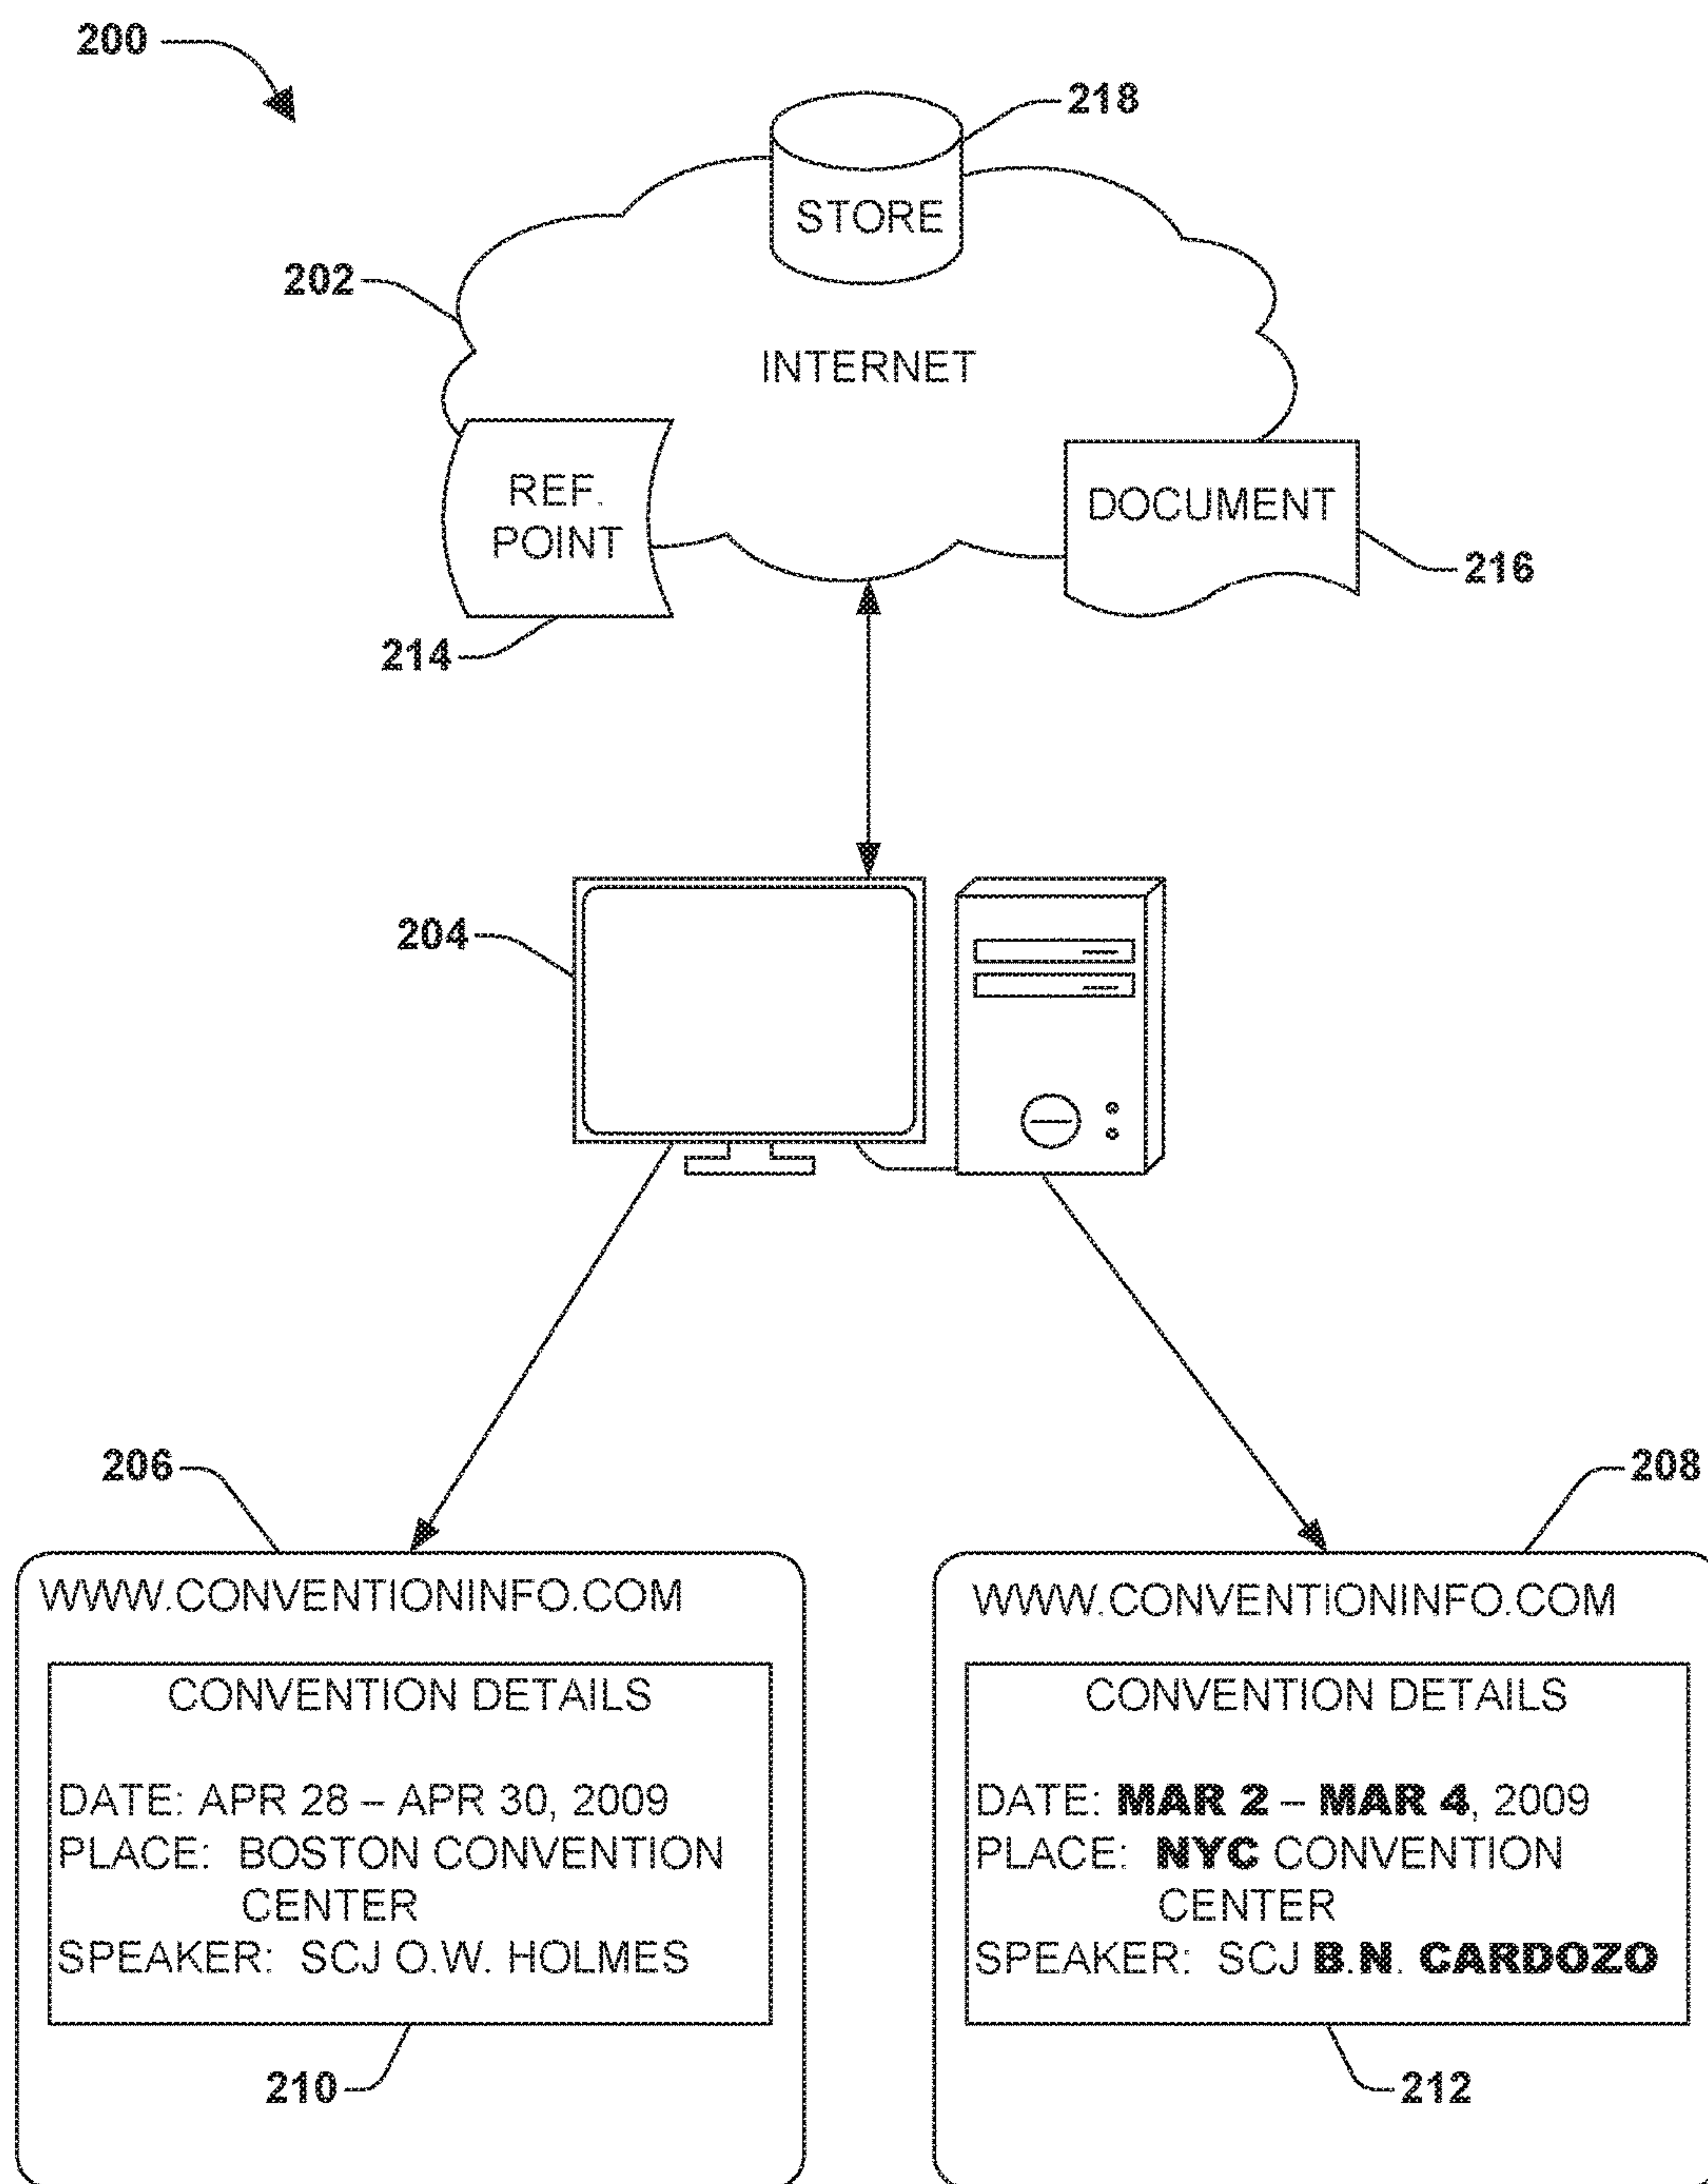 200
218
STORE
202
INTERNET
REF.
POINT
DOCUMENT
216
214
204
206
208
WWW.CONVENTIONINFO.COM
CONVENTION DETAILS
DATE: APR 28 – APR 30, 2009
PLACE: BOSTON CONVENTION
CENTER
SPEAKER: SCJ O.W. HOLMES
210
WWW.CONVENTIONINFO.COM
CONVENTION DETAILS
DATE: MAR 2 – MAR 4, 2009
PLACE: NYC CONVENTION
CENTER
SPEAKER: SCJ B.N. CARDOZO
212